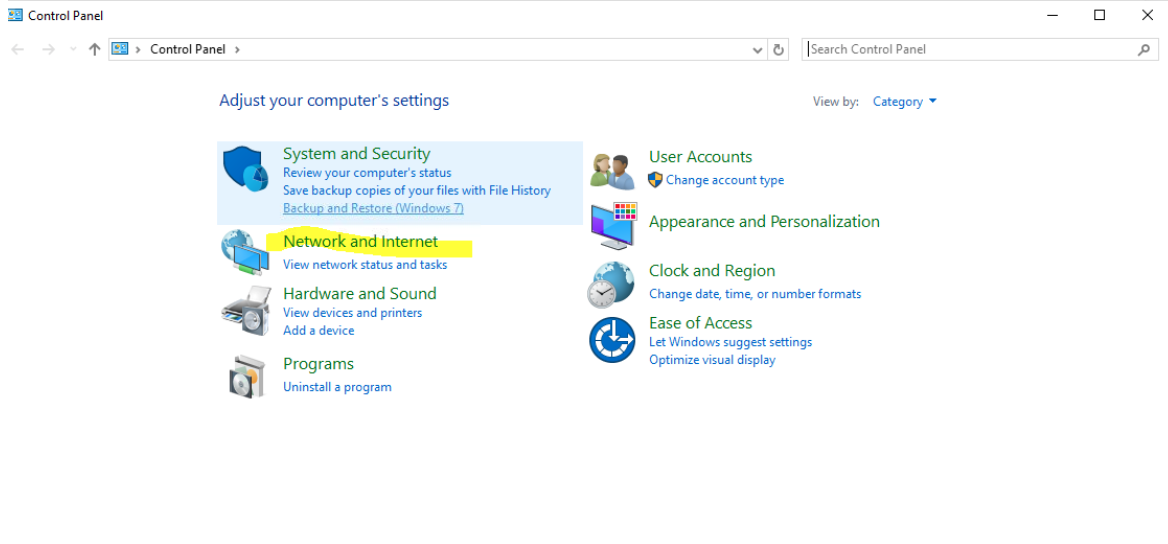 Control Panel
Control Panel
Search Control Panel
Adjust your computer's settings
View by: Category
System and Security
Review your computer's status
Save backup copies of your files with File History
Backup and Restore (Windows 7)
Network and Internet
View network status and tasks
Hardware and Sound
View devices and printers
Add a device
Programs
Uninstall a program
User Accounts
Change account type
Appearance and Personalization
Clock and Region
Change date, time, or number formats
Ease of Access
Let Windows suggest settings
Optimize visual display